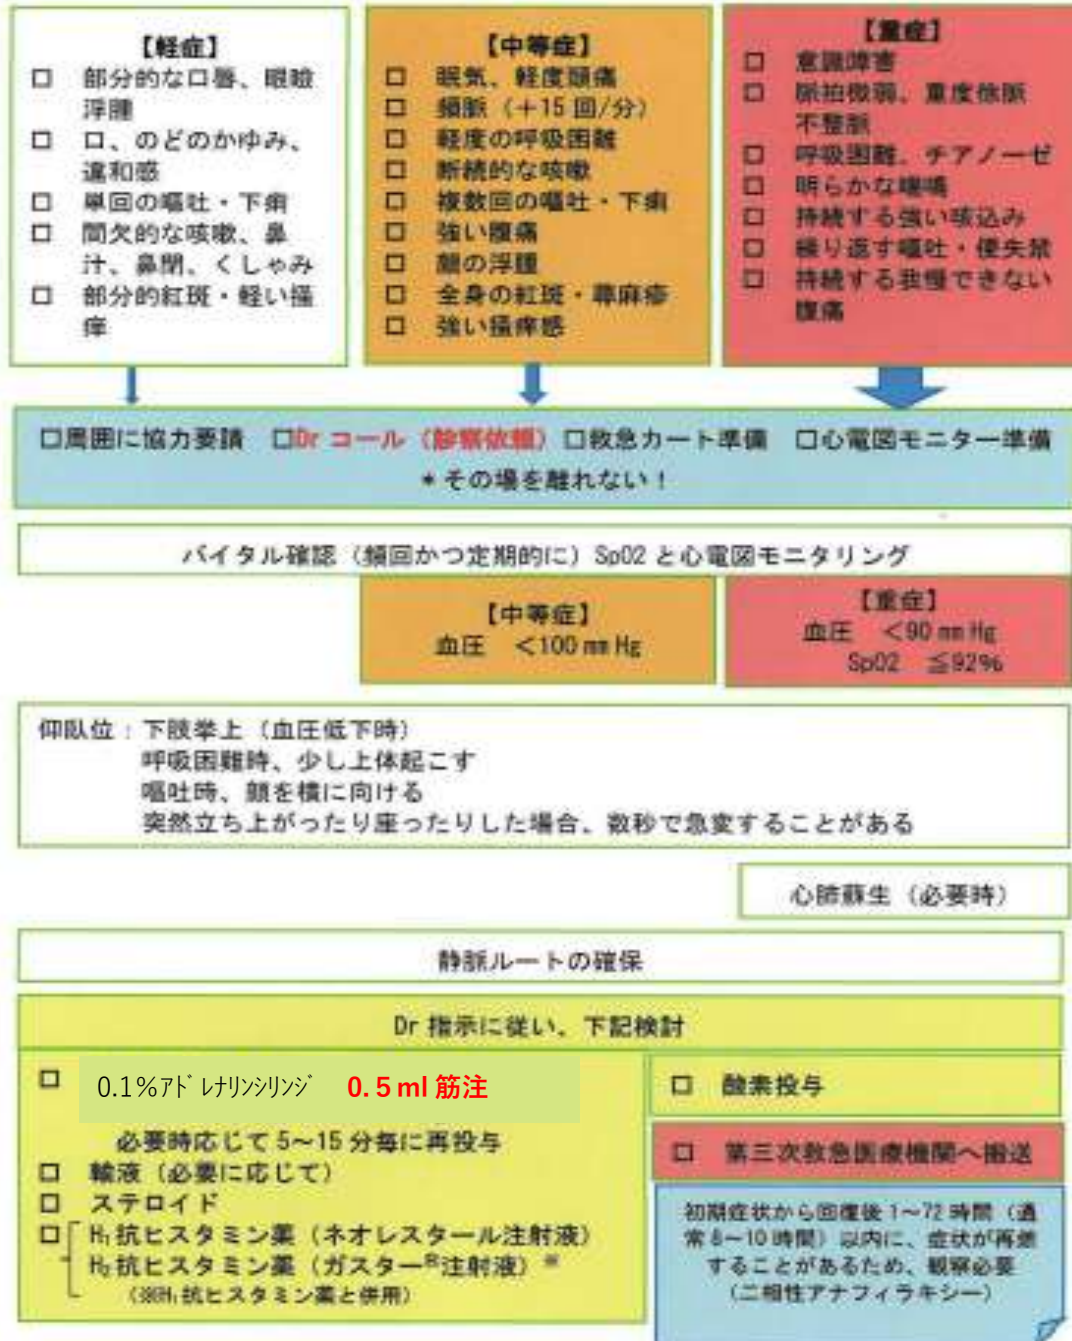 【軽症】
□ 部分的な口唇、眼瞼
浮腫
□ 口、のどのかゆみ、
違和感
□ 単回の嘔吐・下痢
□ 間欠的な咳嗽、鼻
汁、鼻閉、くしゃみ
□ 部分的紅斑・軽い掻
痒
【中等症】
□ 眠気、軽度頭痛
□ 頻脈（＋15 回/分）
□ 軽度の呼吸困難
□ 断続的な咳嗽
□ 複数回の嘔吐・下痢
□ 強い腹痛
□ 顔の浮腫
□ 全身の紅斑・蕁麻疹
□ 強い掻痒感
【重症】
□ 意識障害
□ 脈拍微弱、重度徐脈
不整脈
□ 呼吸困難、チアノーゼ
□ 明らかな喘鳴
□ 持続する強い咳込み
□ 繰り返す嘔吐・便失禁
□ 持続する我慢できない
腹痛
□周囲に協力要請 □Dr コール（診察依頼）□救急カート準備 □心電図モニター準備
＊その場を離れない！
バイタル確認（頻回かつ定期的に）SpO2 と心電図モニタリング
【中等症】
血圧 ＜100 mm Hg
【重症】
血圧 ＜90 mm Hg
SpO2 ≦92%
仰臥位：下肢挙上（血圧低下時）
呼吸困難時、少し上体起こす
嘔吐時、顔を横に向ける
突然立ち上がったり座ったりした場合、数秒で急変することがある
心肺蘇生（必要時）
静脈ルートの確保
Dr 指示に従い、下記検討
□ 0.1％ｱﾄﾞﾚﾅﾘﾝｼﾘﾝｼﾞ 0.5 ml 筋注
必要時応じて 5～15 分毎に再投与
□ 輸液（必要に応じて）
□ ステロイド
□ H₁抗ヒスタミン薬（ネオレスタール注射液）
H₂抗ヒスタミン薬（ガスター®注射液）※
（※H₁抗ヒスタミン薬と併用）
□ 酸素投与
□ 第三次救急医療機関へ搬送
初期症状から回復後 1～72 時間（通
常 8～10 時間）以内に、症状が再燃
することがあるため、観察必要
（二相性アナフィラキシー）